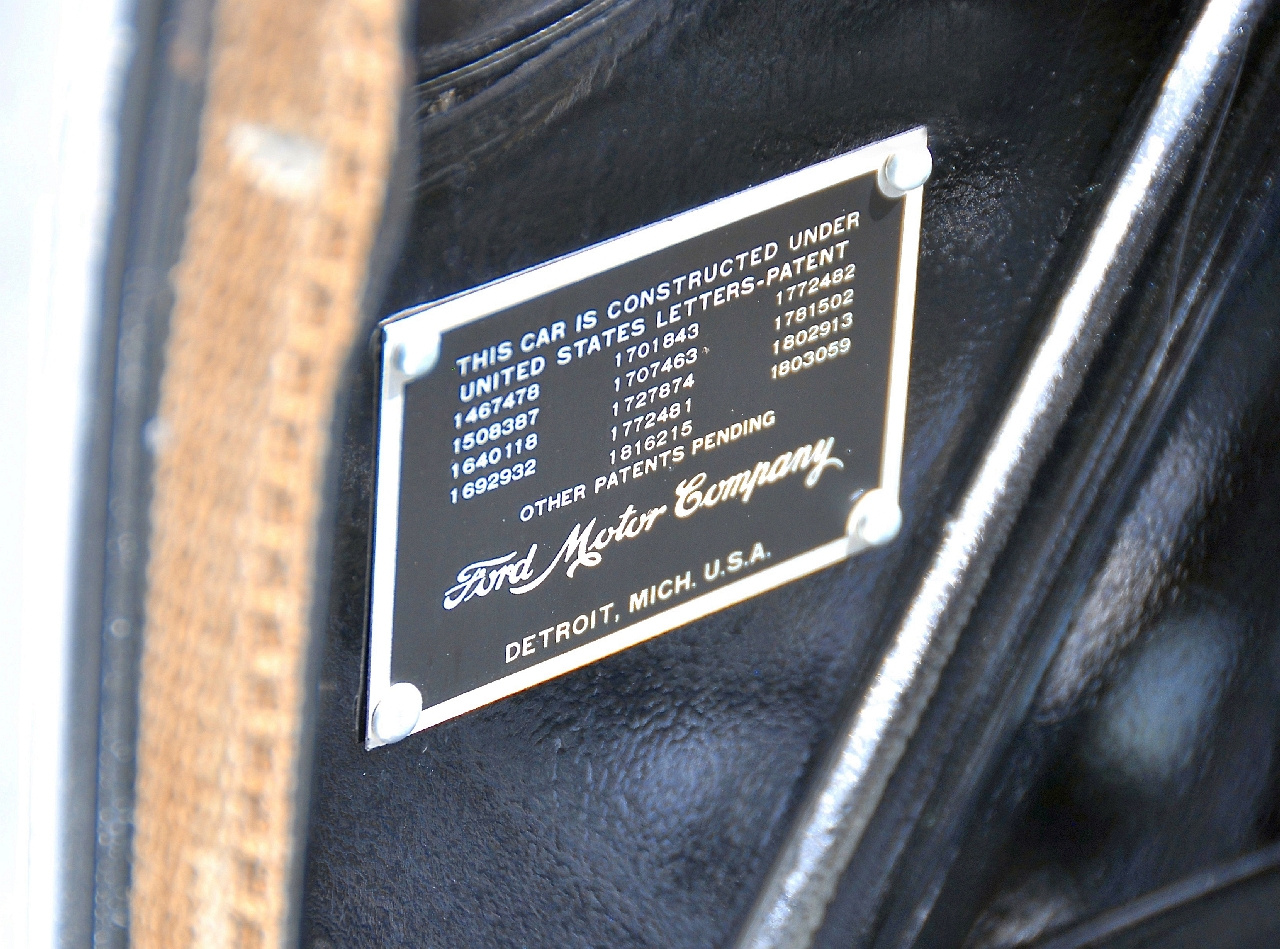 THIS CAR IS CONSTRUCTED UNDER
UNITED STATES LETTERS-PATENT
1467478 1701843 1772482
1508387 1707463 1781502
1640118 1727874 1802913
1692932 1772481 1803059
1816215
OTHER PATENTS PENDING
Ford Motor Company
DETROIT, MICH. U.S.A.